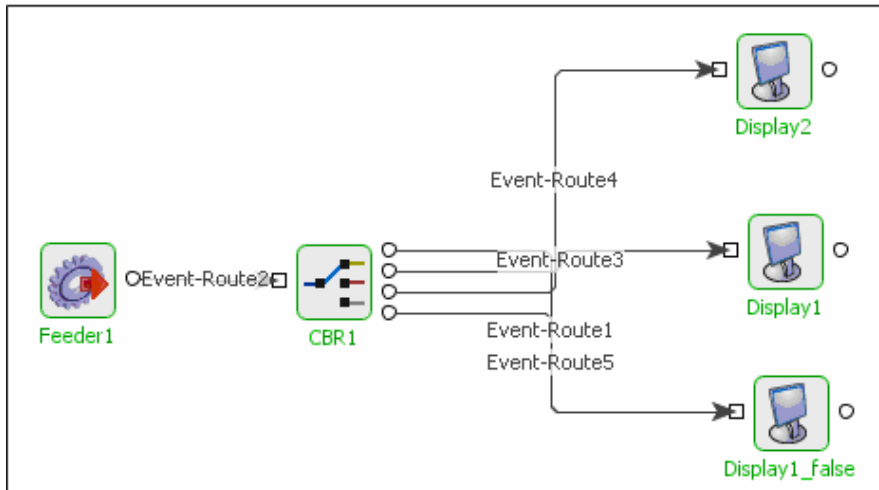 Display2
Event-Route4
Event-Route2
Event-Route3
Feeder1
CBR1
Display1
Event-Route1
Event-Route5
Display1_false